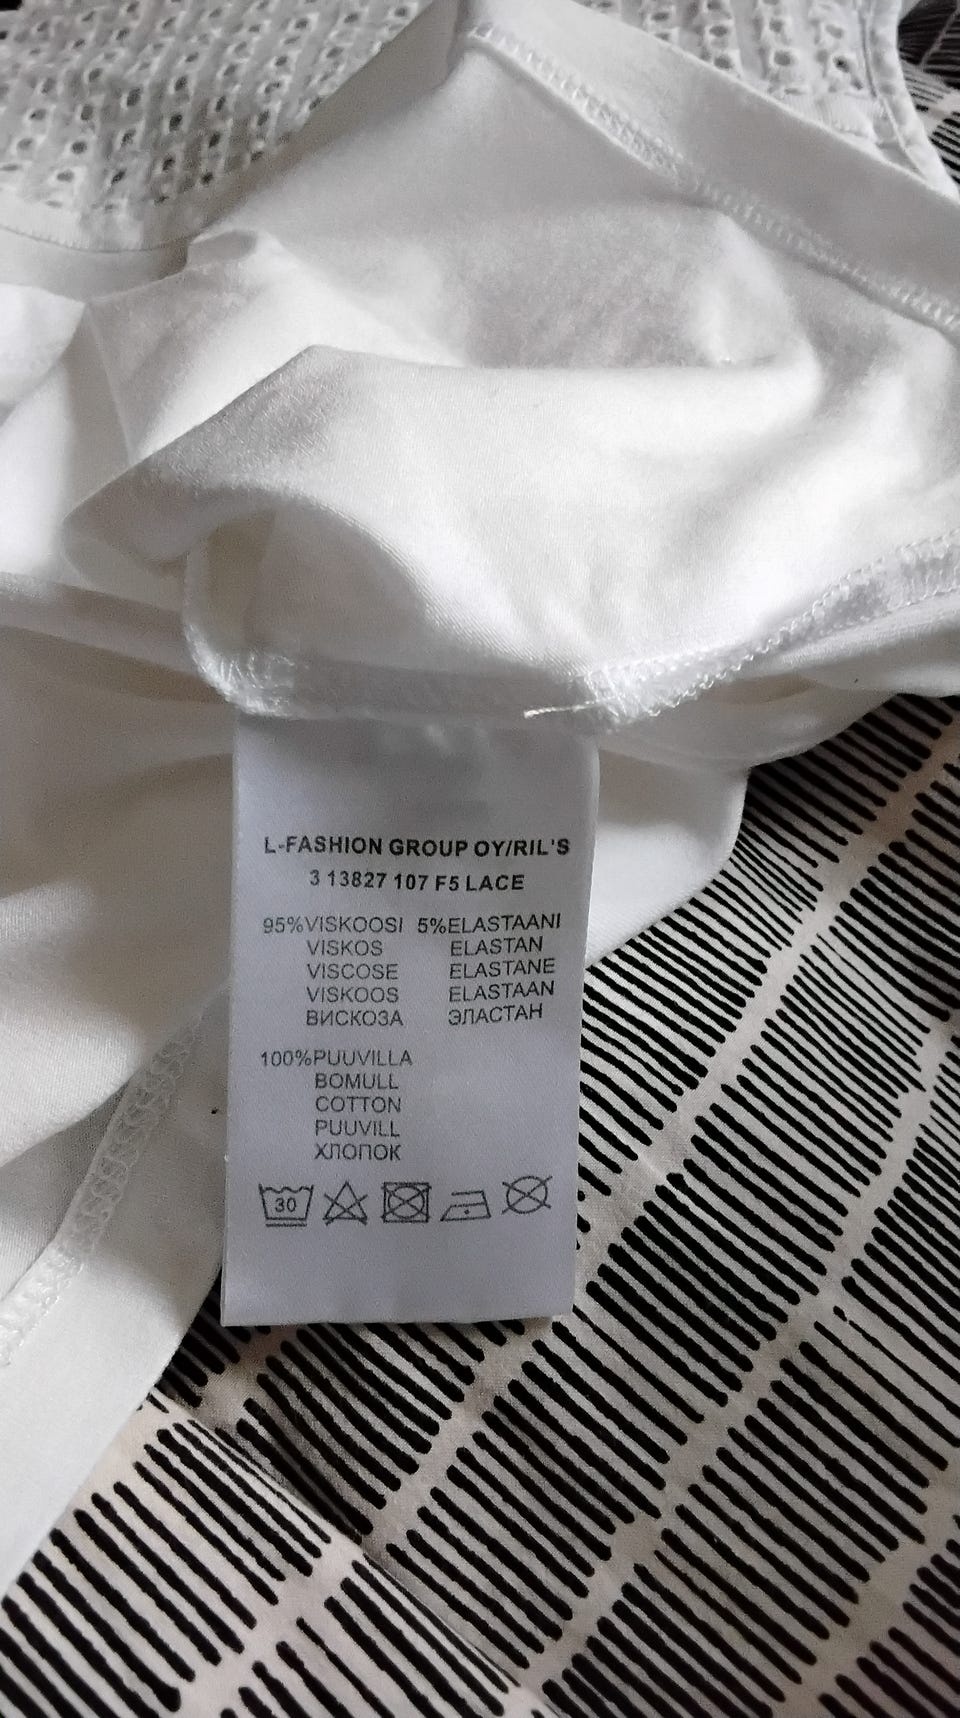 L-FASHION GROUP OY/RIL'S
3 13827 107 F5 LACE
95%VISKOOSI 5%ELASTAANI
VISKOS ELASTAN
VISCOSE ELASTANE
VISKOOS ELASTAAN
ВИСКОЗА ЭЛАСТАН
100%PUUVILLA
BOMULL
COTTON
PUUVILL
ХЛОПОК
30